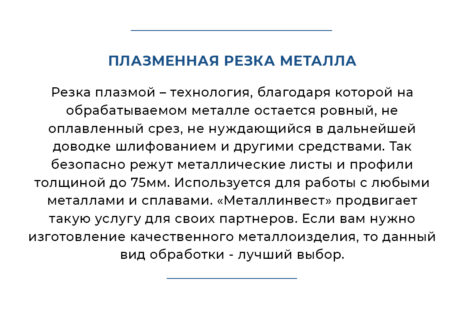 ПЛАЗМЕННАЯ РЕЗКА МЕТАЛЛА
Резка плазмой – технология, благодаря которой на
обрабатываемом металле остается ровный, не
оплавленный срез, не нуждающийся в дальнейшей
доводке шлифованием и другими средствами. Так
безопасно режут металлические листы и профили
толщиной до 75мм. Используется для работы с любыми
металлами и сплавами. «Металлинвест» продвигает
такую услугу для своих партнеров. Если вам нужно
изготовление качественного металлоизделия, то данный
вид обработки - лучший выбор.